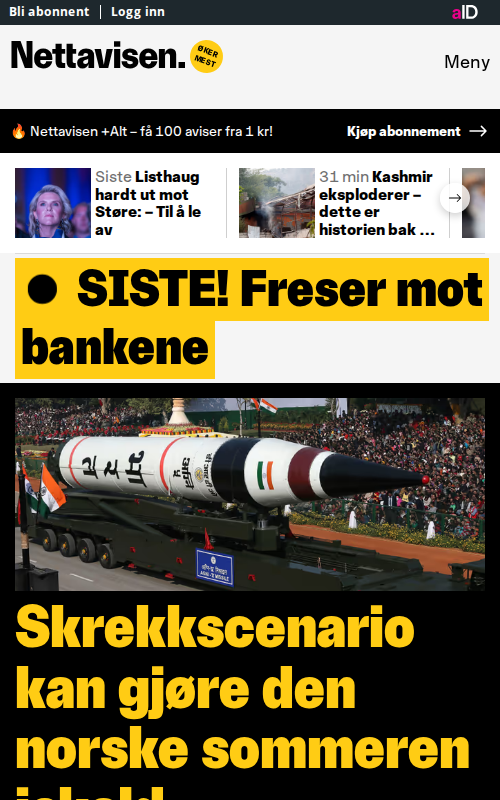 Bli abonnent | Logg inn
aID
Nettavisen.
ØKER
MEST
Meny
🔥 Nettavisen +Alt – få 100 aviser fra 1 kr!
Kjøp abonnement →
Siste Listhaug
hardt ut mot
Støre: – Til å le
av
31 min Kashmir
eksploderer –
dette er
historien bak ...
SISTE! Freser mot
bankene
Skrekkscenario
kan gjøre den
norske sommeren
iskald